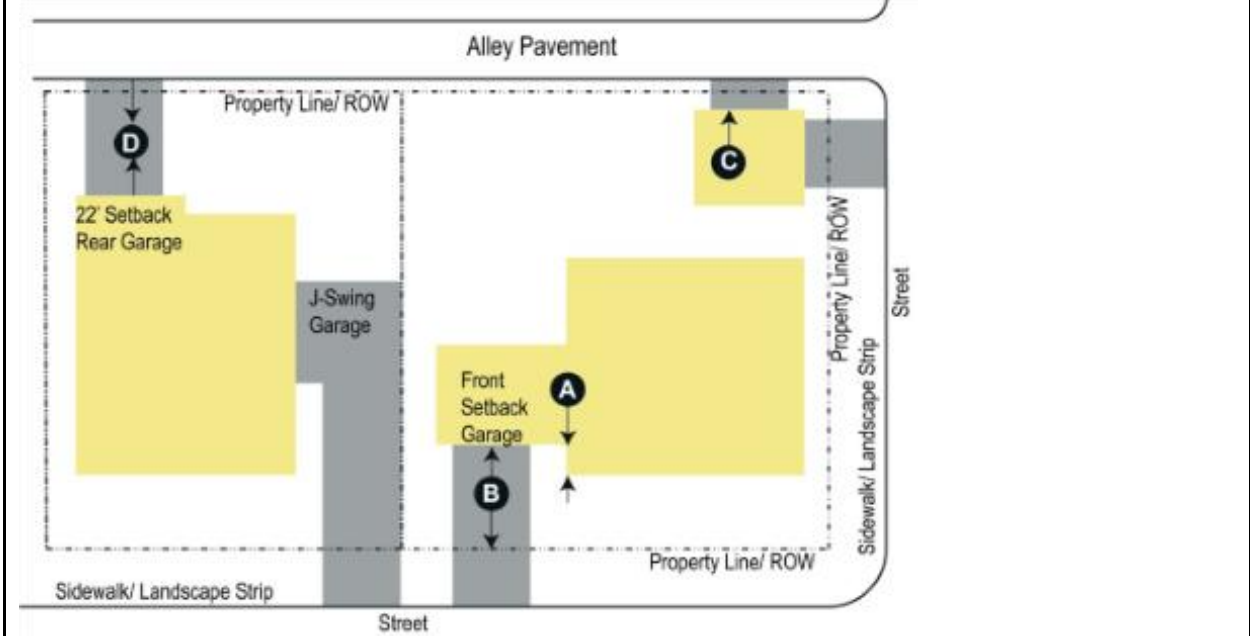 Alley Pavement
Property Line/ ROW
D
C
22' Setback
Rear Garage
Property Line/ ROW
Street
J-Swing
Garage
Front
Setback
Garage
A
B
Sidewalk/ Landscape Strip
Property Line/ ROW
Sidewalk/ Landscape Strip
Street